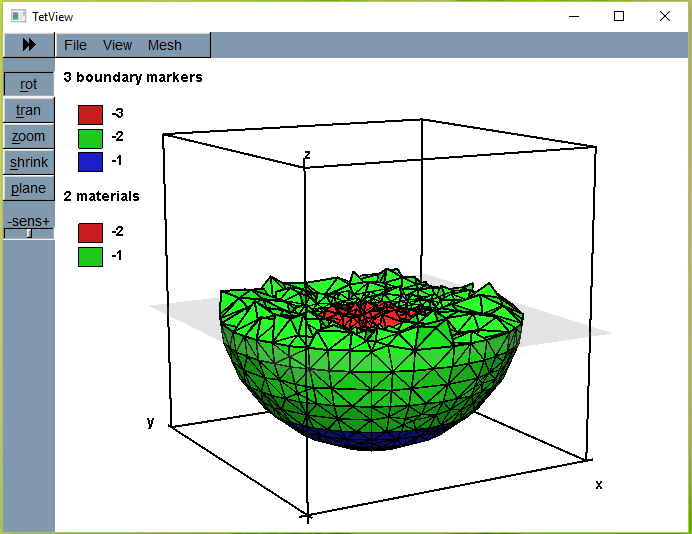 TetView
File View Mesh
rot
tran
zoom
shrink
plane
-sens+
3 boundary markers
-3
-2
-1
2 materials
-2
-1
z
y
x